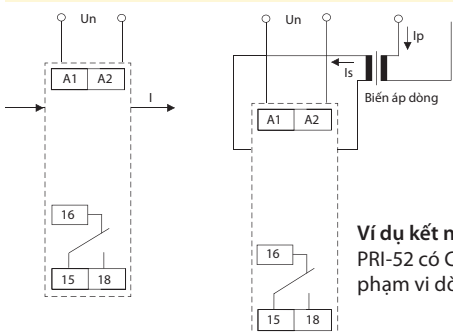 Un
A1 A2
I
16
15 18
Un
Ip
Is
Biến áp dòng
A1 A2
16
15 18
Ví dụ kết
PRI-52 có
phạm vi